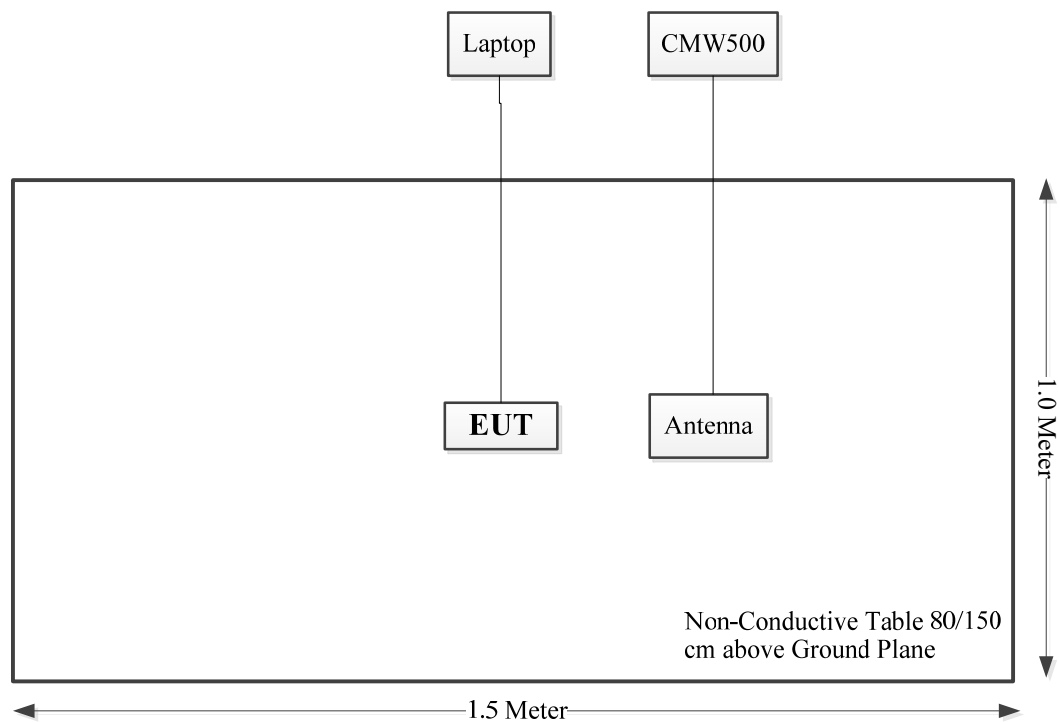 Laptop
CMW500
EUT
Antenna
1.0 Meter
Non-Conductive Table 80/150
cm above Ground Plane
1.5 Meter